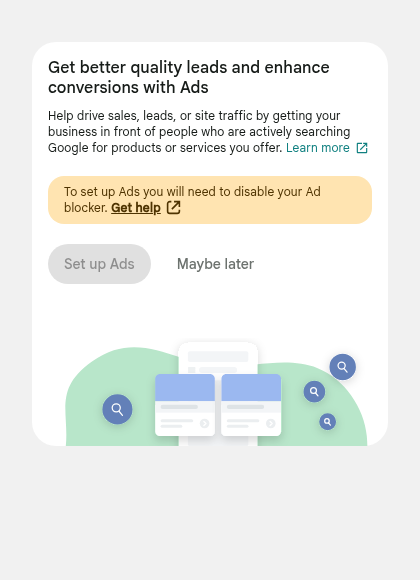 Get better quality leads and enhance
conversions with Ads
Help drive sales, leads, or site traffic by getting your
business in front of people who are actively searching
Google for products or services you offer. Learn more
To set up Ads you will need to disable your Ad
blocker. Get help
Set up Ads Maybe later